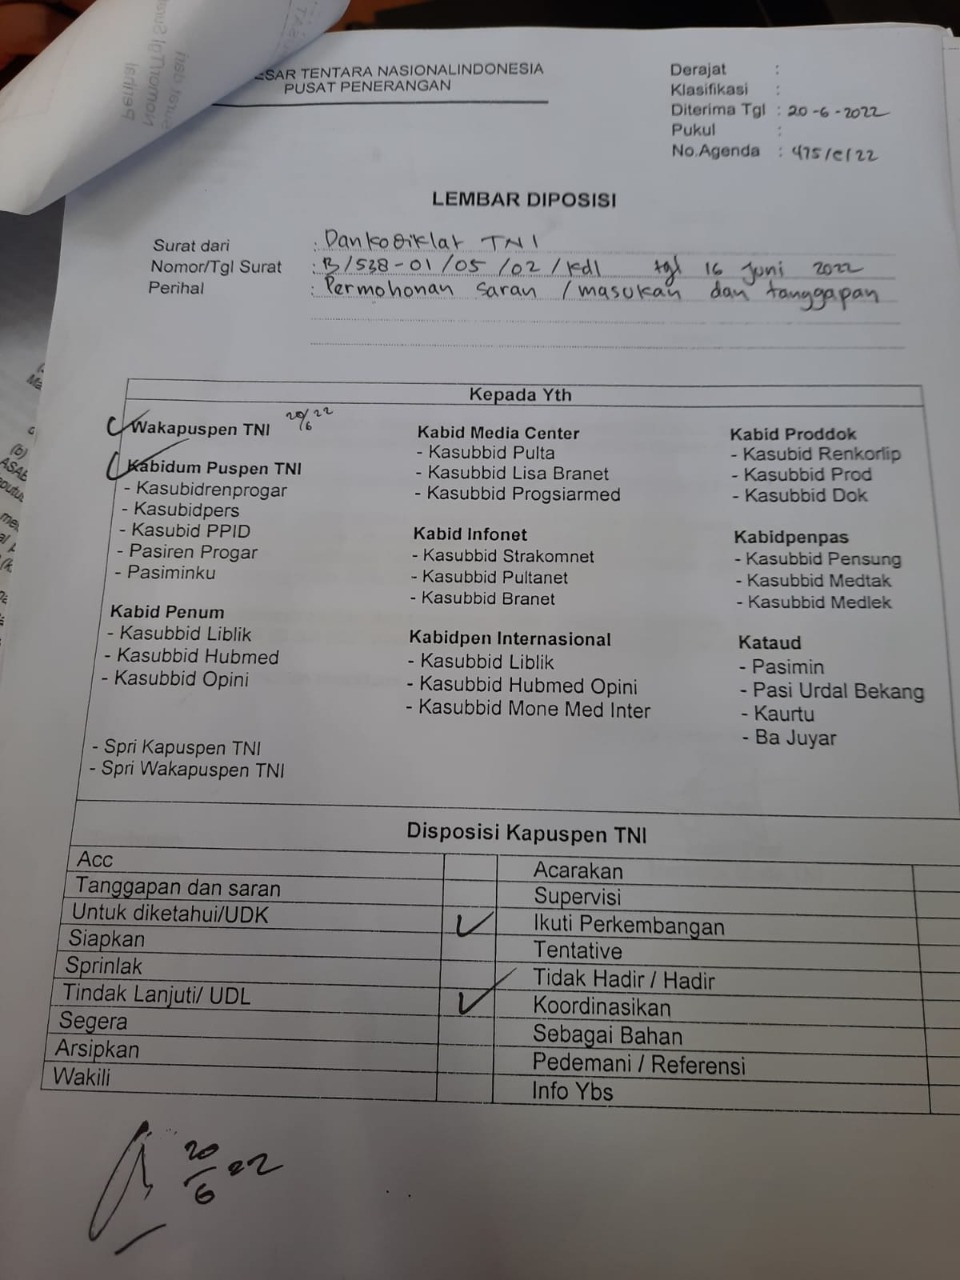 ESAR TENTARA NASIONALINDONESIA
PUSAT PENERANGAN
Derajat :
Klasifikasi :
Diterima Tgl : 20-6-2022
Pukul :
No.Agenda : 475/e/22
LEMBAR DIPOSISI
Surat dari : Dankodiklat TNI
Nomor/Tgl Surat : B/538-01/05/02/kdl tgl 16 Juni 2022
Perihal : Permohonan saran /masukan dan tanggapan
Kepada Yth
Wakapuspen TNI 20/6 22
Kabidum Puspen TNI
- Kasubidrenprogar
- Kasubidpers
- Kasubid PPID
- Pasiren Progar
- Pasiminku
Kabid Penum
- Kasubbid Liblik
- Kasubbid Hubmed
- Kasubbid Opini
- Spri Kapuspen TNI
- Spri Wakapuspen TNI
Kabid Media Center
- Kasubbid Pulta
- Kasubbid Lisa Branet
- Kasubbid Progsiarmed
Kabid Infonet
- Kasubbid Strakomnet
- Kasubbid Pultanet
- Kasubbid Branet
Kabidpen Internasional
- Kasubbid Liblik
- Kasubbid Hubmed Opini
- Kasubbid Mone Med Inter
Kabid Proddok
- Kasubid Renkorlip
- Kasubbid Prod
- Kasubbid Dok
Kabidpenpas
- Kasubbid Pensung
- Kasubbid Medtak
- Kasubbid Medlek
Kataud
- Pasimin
- Pasi Urdal Bekang
- Kaurtu
- Ba Juyar
Disposisi Kapuspen TNI
Acc
Tanggapan dan saran
Untuk diketahui/UDK
Siapkan
Sprinlak
Tindak Lanjuti/ UDL
Segera
Arsipkan
Wakili
Acarakan
Supervisi
Ikuti Perkembangan
Tentative
Tidak Hadir / Hadir
Koordinasikan
Sebagai Bahan
Pedemani / Referensi
Info Ybs
20/6 22
Perihal
Nomor/Tgl Surat